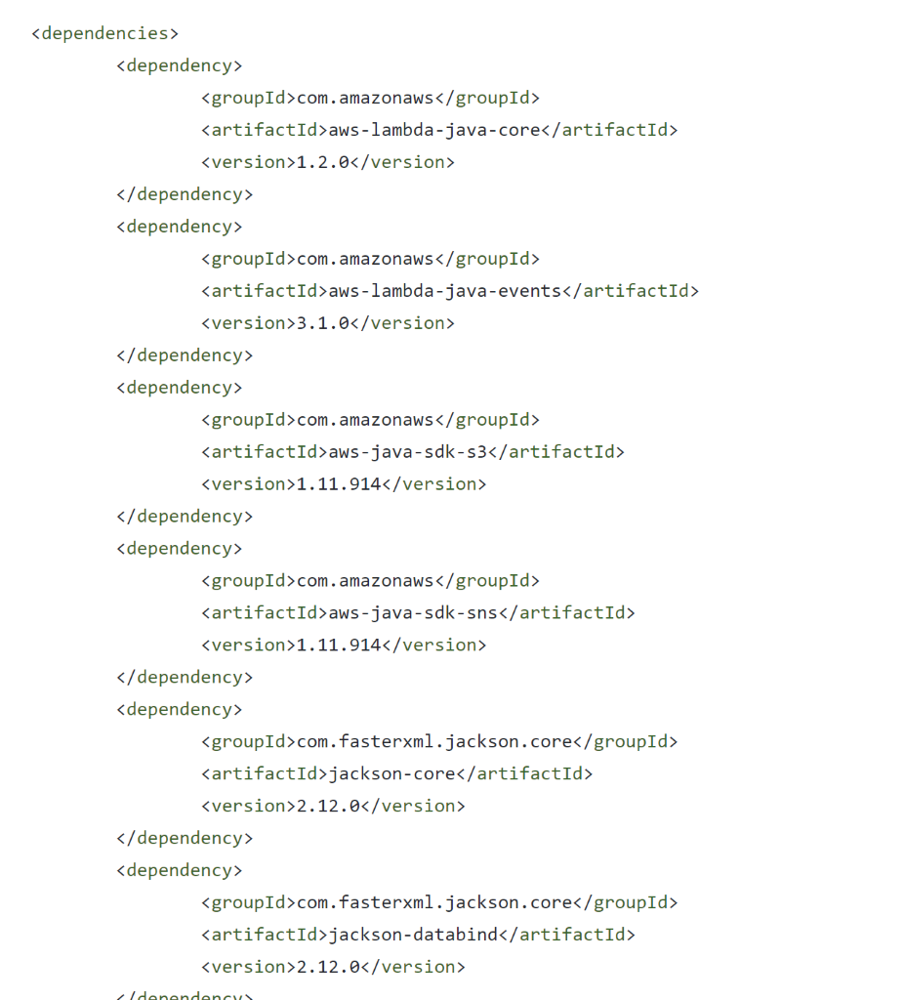 <dependencies>
<dependency>
<groupId>com.amazonaws</groupId>
<artifactId>aws-lambda-java-core</artifactId>
<version>1.2.0</version>
</dependency>
<dependency>
<groupId>com.amazonaws</groupId>
<artifactId>aws-lambda-java-events</artifactId>
<version>3.1.0</version>
</dependency>
<dependency>
<groupId>com.amazonaws</groupId>
<artifactId>aws-java-sdk-s3</artifactId>
<version>1.11.914</version>
</dependency>
<dependency>
<groupId>com.amazonaws</groupId>
<artifactId>aws-java-sdk-sns</artifactId>
<version>1.11.914</version>
</dependency>
<dependency>
<groupId>com.fasterxml.jackson.core</groupId>
<artifactId>jackson-core</artifactId>
<version>2.12.0</version>
</dependency>
<dependency>
<groupId>com.fasterxml.jackson.core</groupId>
<artifactId>jackson-databind</artifactId>
<version>2.12.0</version>
</dependency>